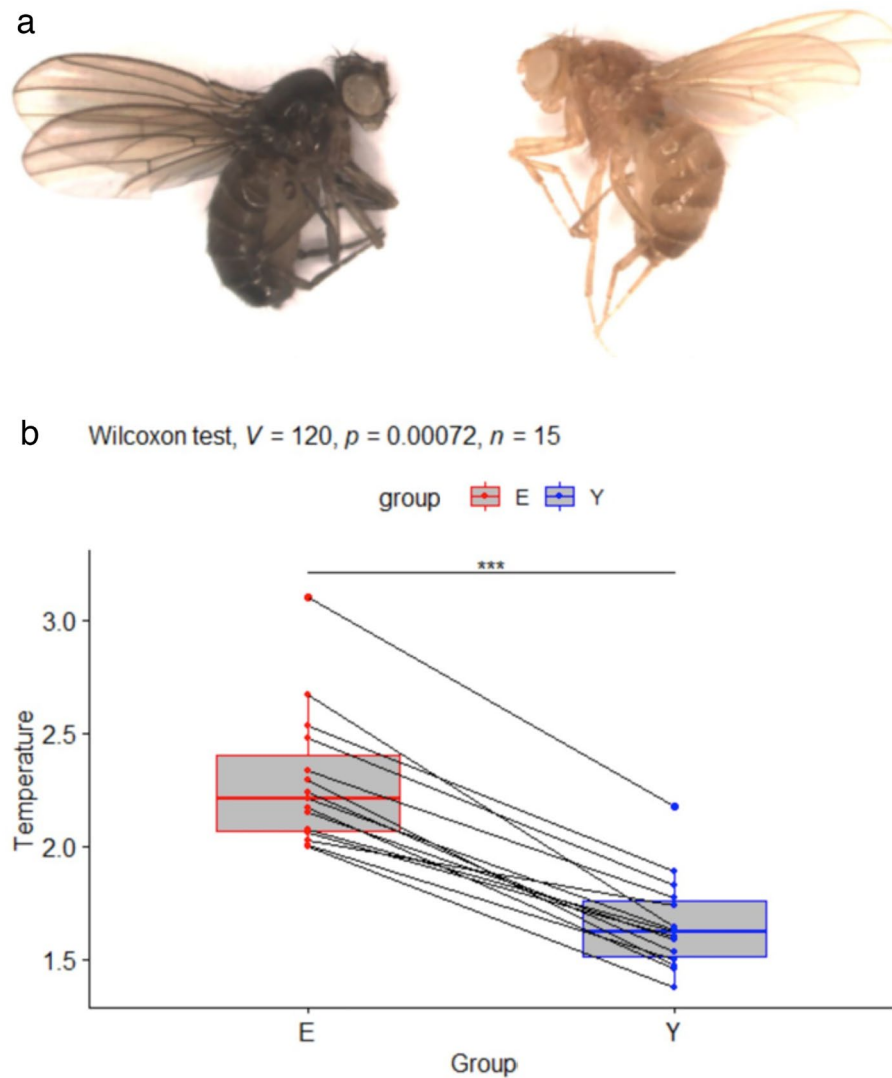 a
b Wilcoxon test, V = 120, p = 0.00072, n = 15
group E Y
***
3.0
2.5
2.0
1.5
Temperature
E Y
Group